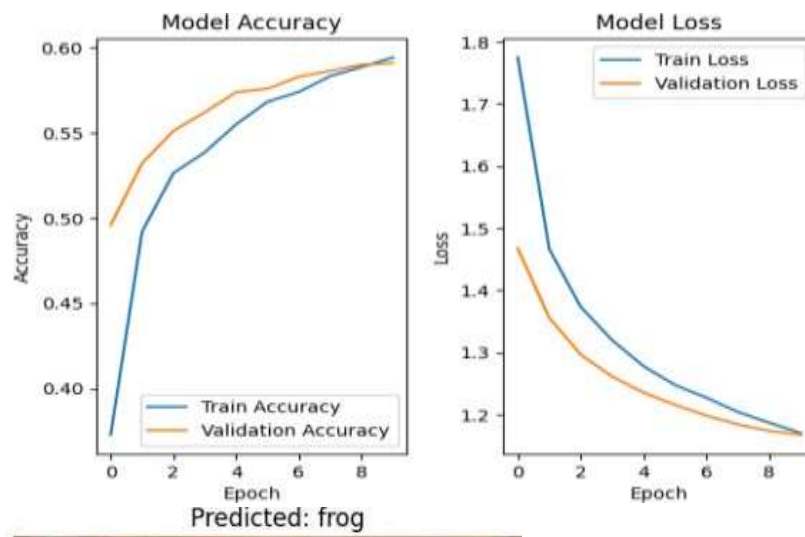 Model Accuracy
0.60
0.55
0.50
0.45
0.40
Accuracy
Train Accuracy
Validation Accuracy
0 2 4 6 8
Epoch
Model Loss
1.8
1.7
1.6
1.5
1.4
1.3
1.2
Loss
Train Loss
Validation Loss
0 2 4 6 8
Epoch
Predicted: frog